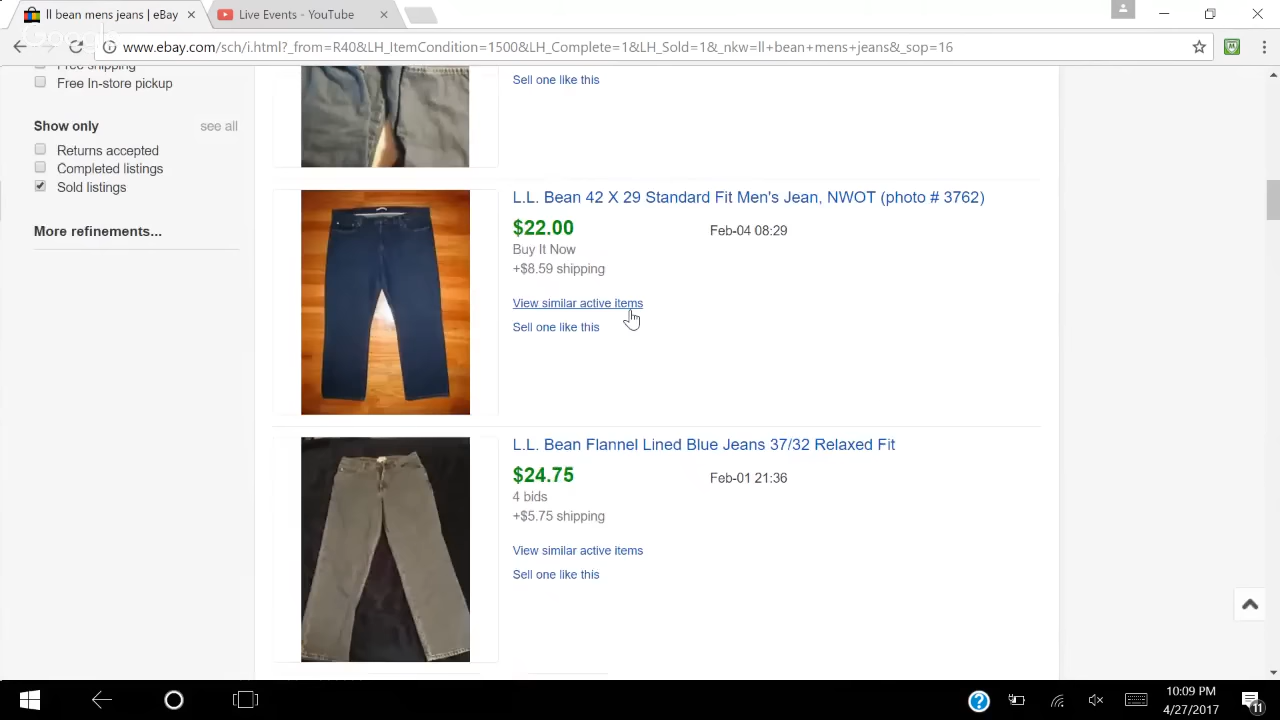 ll bean mens jeans | eBay
Live Events - YouTube
Google
www.ebay.com/sch/i.html?_from=R40&LH_ItemCondition=1500&LH_Complete=1&LH_Sold=1&_nkw=ll+bean+mens+jeans&_sop=16
Free shipping
Free In-store pickup
Show only
see all
Returns accepted
Completed listings
Sold listings
More refinements...
Sell one like this
L.L. Bean 42 X 29 Standard Fit Men's Jean, NWOT (photo # 3762)
$22.00
Feb-04 08:29
Buy It Now
+$8.59 shipping
View similar active items
Sell one like this
L.L. Bean Flannel Lined Blue Jeans 37/32 Relaxed Fit
$24.75
Feb-01 21:36
4 bids
+$5.75 shipping
View similar active items
Sell one like this
10:09 PM
4/27/2017
11